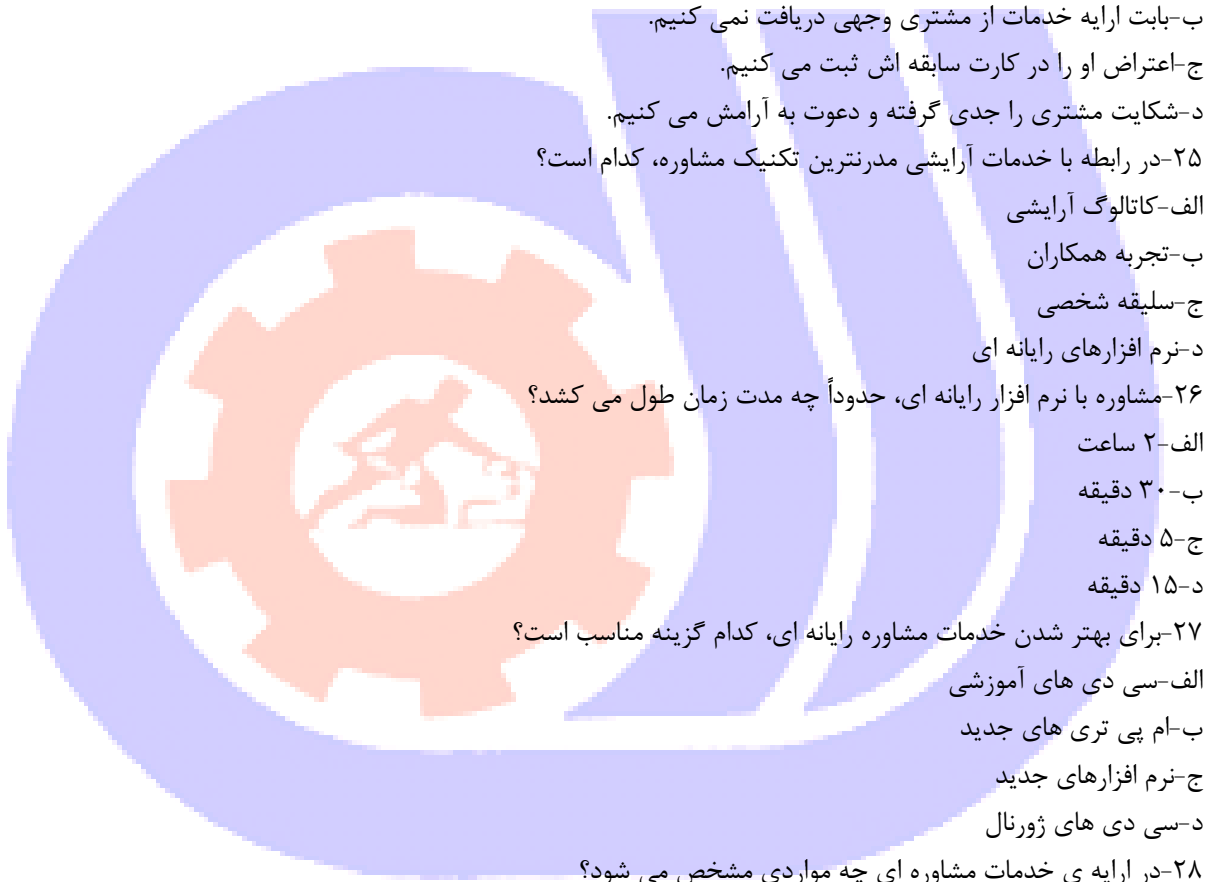 ب-بابت ارایه خدمات از مشتری وجهی دریافت نمی کنیم.
ج-اعتراض او را در کارت سابقه اش ثبت می کنیم.
د-شکایت مشتری را جدی گرفته و دعوت به آرامش می کنیم.
۲۵-در رابطه با خدمات آرایشی مدرنترین تکنیک مشاوره، کدام است؟
الف-کاتالوگ آرایشی
ب-تجربه همکاران
ج-سلیقه شخصی
د-نرم افزارهای رایانه ای
۲۶-مشاوره با نرم افزار رایانه ای، حدوداً چه مدت زمان طول می کشد؟
الف-۲ ساعت
ب-۳۰ دقیقه
ج-۵ دقیقه
د-۱۵ دقیقه
۲۷-برای بهتر شدن خدمات مشاوره رایانه ای، کدام گزینه مناسب است؟
الف-سی دی های آموزشی
ب-ام پی تری های جدید
ج-نرم افزارهای جدید
د-سی دی های ژورنال
۲۸-در ارایه ی خدمات مشاوره ای چه مواردی مشخص می شود؟